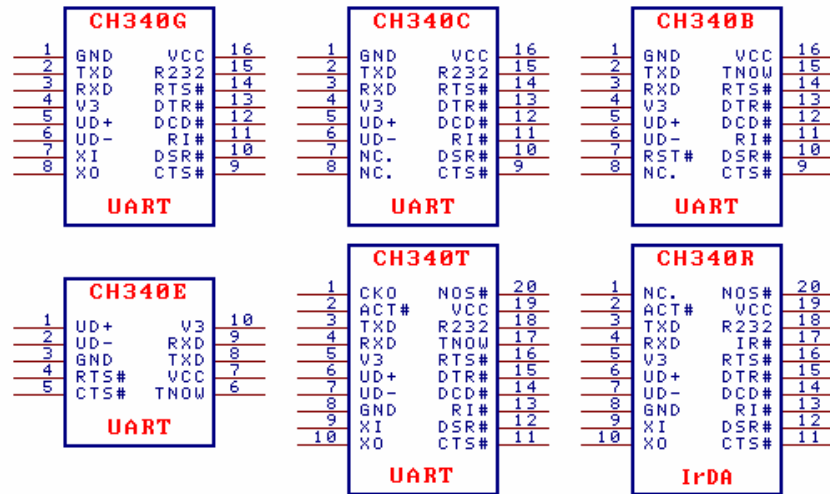 CH340G
1 GND VCC 16
2 TXD R232 15
3 RXD RTS# 14
4 V3 DTR# 13
5 UD+ DCD# 12
6 UD- RI# 11
7 XI DSR# 10
8 XO CTS# 9
UART
CH340C
1 GND VCC 16
2 TXD R232 15
3 RXD RTS# 14
4 V3 DTR# 13
5 UD+ DCD# 12
6 UD- RI# 11
7 NC. DSR# 10
8 NC. CTS# 9
UART
CH340B
1 GND VCC 16
2 TXD TNOW 15
3 RXD RTS# 14
4 V3 DTR# 13
5 UD+ DCD# 12
6 UD- RI# 11
7 RST# DSR# 10
8 NC. CTS# 9
UART
CH340E
1 UD+ V3 10
2 UD- RXD 9
3 GND TXD 8
4 RTS# VCC 7
5 CTS# TNOW 6
UART
CH340T
1 CKO NOS# 20
2 ACT# VCC 19
3 TXD R232 18
4 RXD TNOW 17
5 V3 RTS# 16
6 UD+ DTR# 15
7 UD- DCD# 14
8 GND RI# 13
9 XI DSR# 12
10 XO CTS# 11
UART
CH340R
1 NC. NOS# 20
2 ACT# VCC 19
3 TXD R232 18
4 RXD IR# 17
5 V3 RTS# 16
6 UD+ DTR# 15
7 UD- DCD# 14
8 GND RI# 13
9 XI DSR# 12
10 XO CTS# 11
IrDA